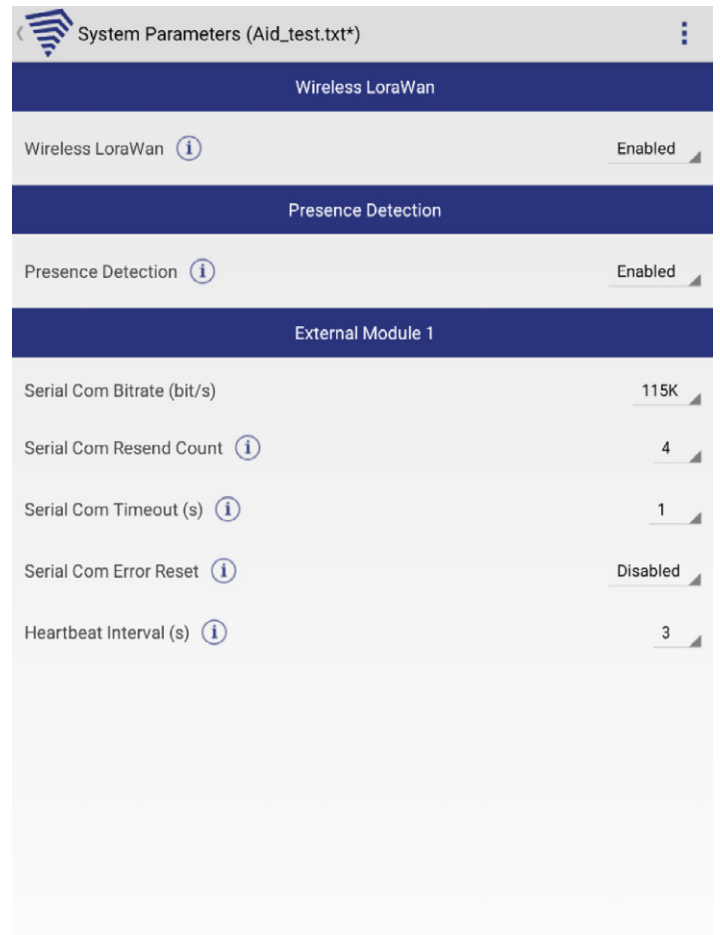 System Parameters (Aid_test.txt*)
Wireless LoraWan
Wireless LoraWan i Enabled
Presence Detection
Presence Detection i Enabled
External Module 1
Serial Com Bitrate (bit/s) 115K
Serial Com Resend Count i 4
Serial Com Timeout (s) i 1
Serial Com Error Reset i Disabled
Heartbeat Interval (s) i 3